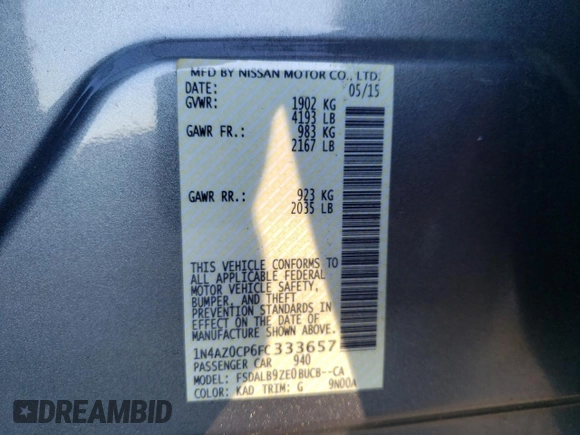 MFD BY NISSAN MOTOR CO., LTD.
DATE: 05/15
GVWR: 1902 KG
4193 LB
GAWR FR.: 983 KG
2167 LB
GAWR RR.: 923 KG
2035 LB
THIS VEHICLE CONFORMS TO
ALL APPLICABLE FEDERAL
MOTOR VEHICLE SAFETY,
BUMPER, AND THEFT
PREVENTION STANDARDS IN
EFFECT ON THE DATE OF
MANUFACTURE SHOWN ABOVE.
1N4AZ0CP6FC333657
PASSENGER CAR 940
MODEL: FSDALB9ZE0BUCB--CA
COLOR: KAD TRIM: G 9N00A
DREAMBID